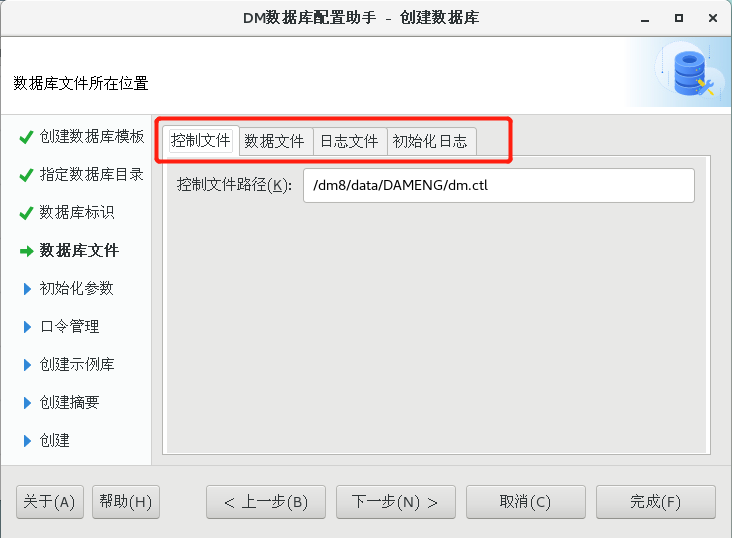 DM数据库配置助手 - 创建数据库
数据库文件所在位置
创建数据库模板
指定数据库目录
数据库标识
数据库文件
初始化参数
口令管理
创建示例库
创建摘要
创建
控制文件 数据文件 日志文件 初始化日志
控制文件路径(K): /dm8/data/DAMENG/dm.ctl
关于(A) 帮助(H) < 上一步(B) 下一步(N) > 取消(C) 完成(F)